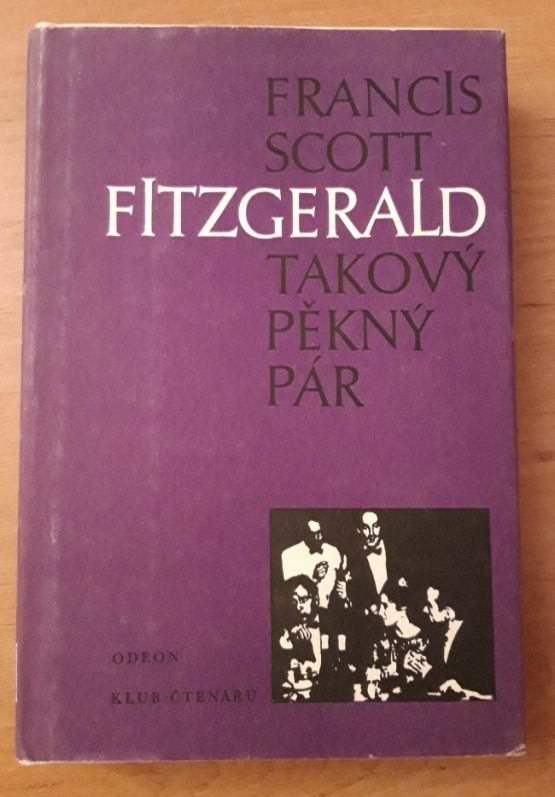 FRANCIS
SCOTT
FITZGERALD
TAKOVÝ
PĚKNÝ
PÁR
ODEON
KLUB ČTENÁŘŮ